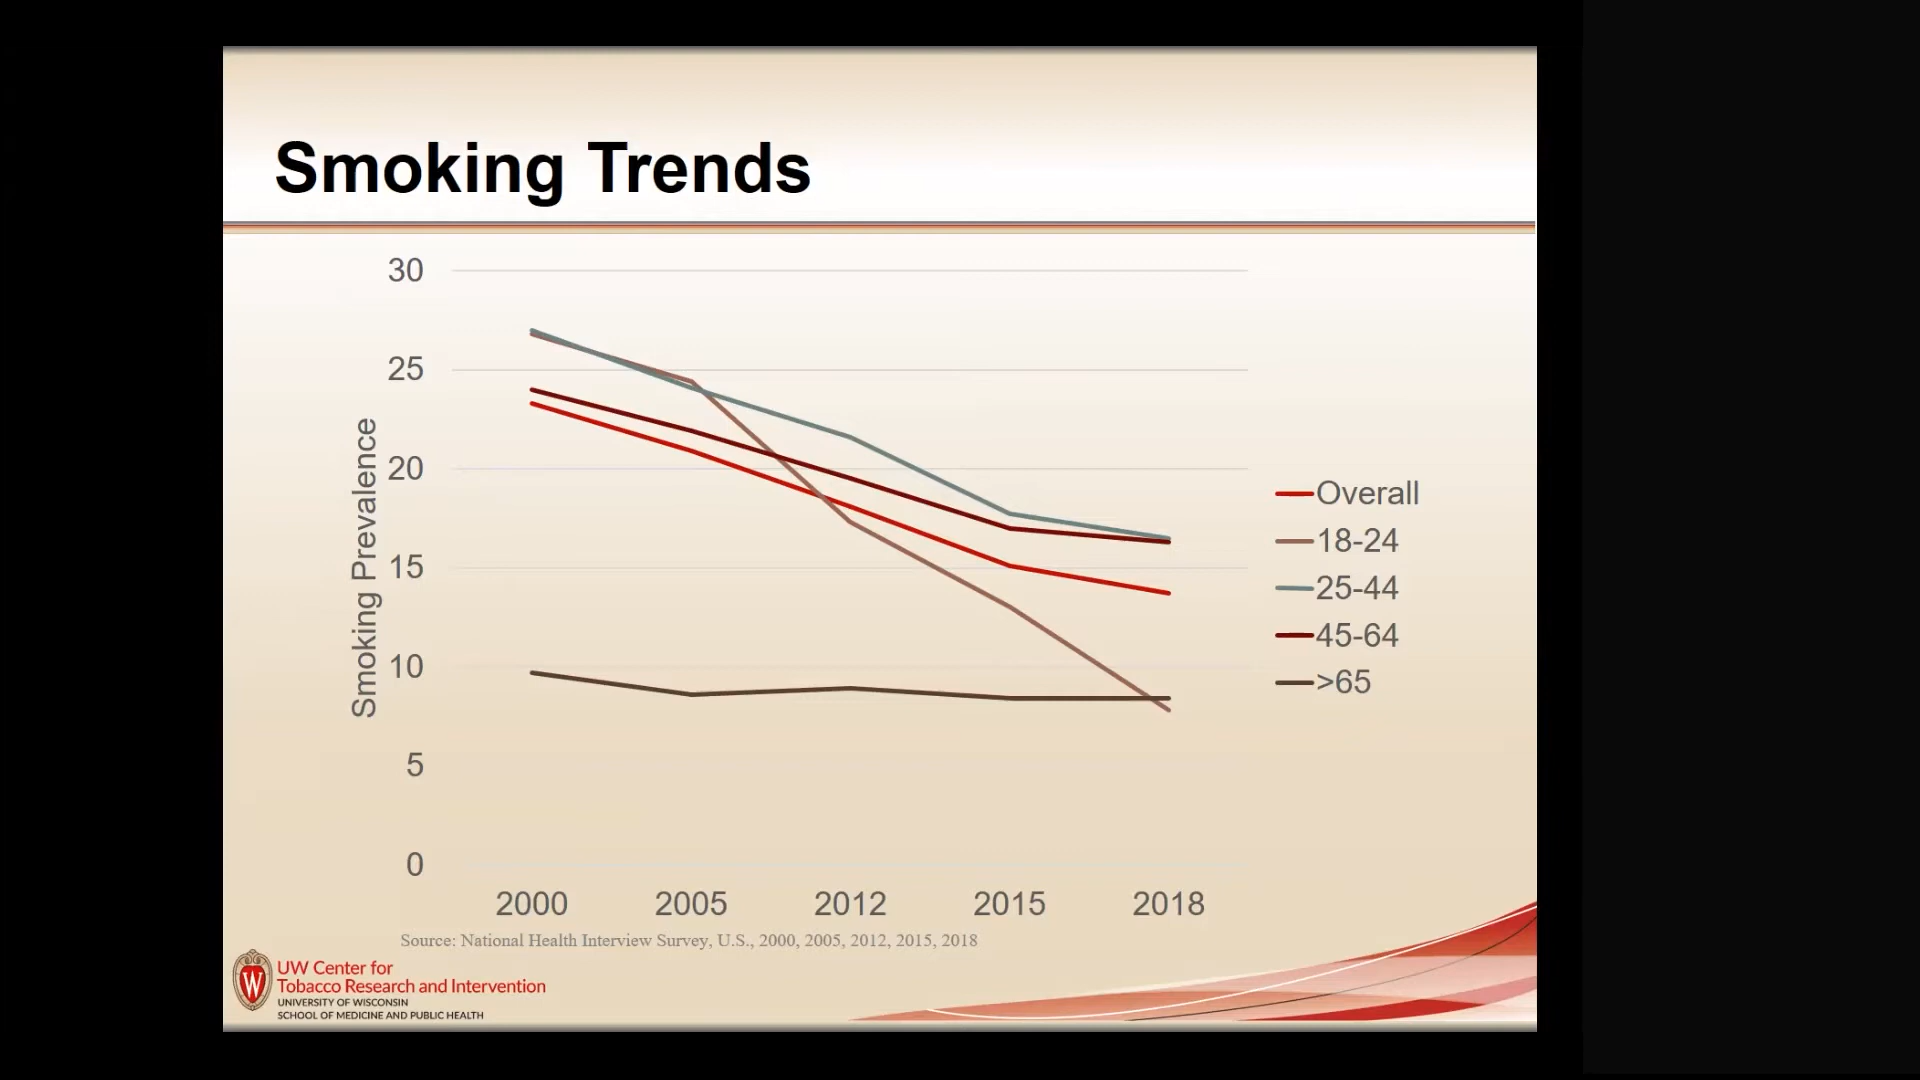 Smoking Trends
30
25
20
15
10
5
0
Smoking Prevalence
2000 2005 2012 2015 2018
Overall
18-24
25-44
45-64
>65
Source: National Health Interview Survey, U.S., 2000, 2005, 2012, 2015, 2018
W
UW Center for
Tobacco Research and Intervention
UNIVERSITY OF WISCONSIN
SCHOOL OF MEDICINE AND PUBLIC HEALTH